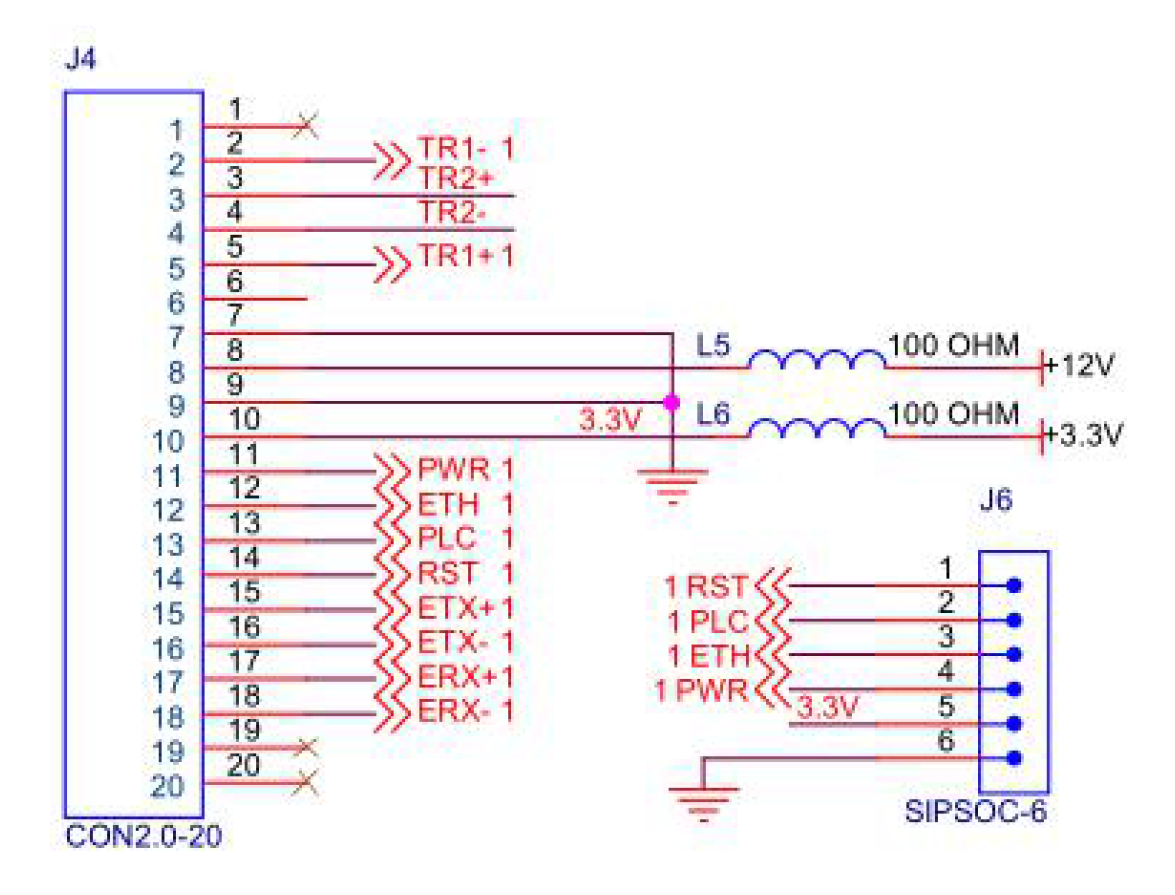 J4
1
1
2
TR1- 1
2
3
TR2+
3
4
TR2-
4
5
TR1+1
5
6
6
7
7
8
L5 100 OHM
8
+12V
9
9
10
3.3V L6 100 OHM
10
+3.3V
11
11 PWR 1
12
12 ETH 1
13
13 PLC 1
14
14 RST 1
15
15 ETX+1
16
16 ETX- 1
17
17 ERX+1
18
18 ERX- 1
19
19
20
20
CON2.0-20
J6
1
1 RST
2
1 PLC
3
1 ETH
4
1 PWR
3.3V 5
6
SIPSOC-6